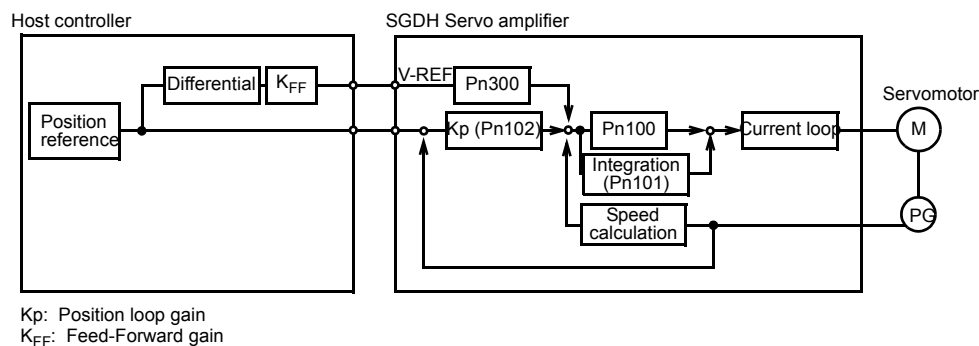 Host controller
SGDH Servo amplifier
Differential
KFF
V-REF
Pn300
Servomotor
Position
reference
Kp (Pn102)
Pn100
Current loop
M
Integration
(Pn101)
Speed
calculation
PG
Kp: Position loop gain
KFF: Feed-Forward gain